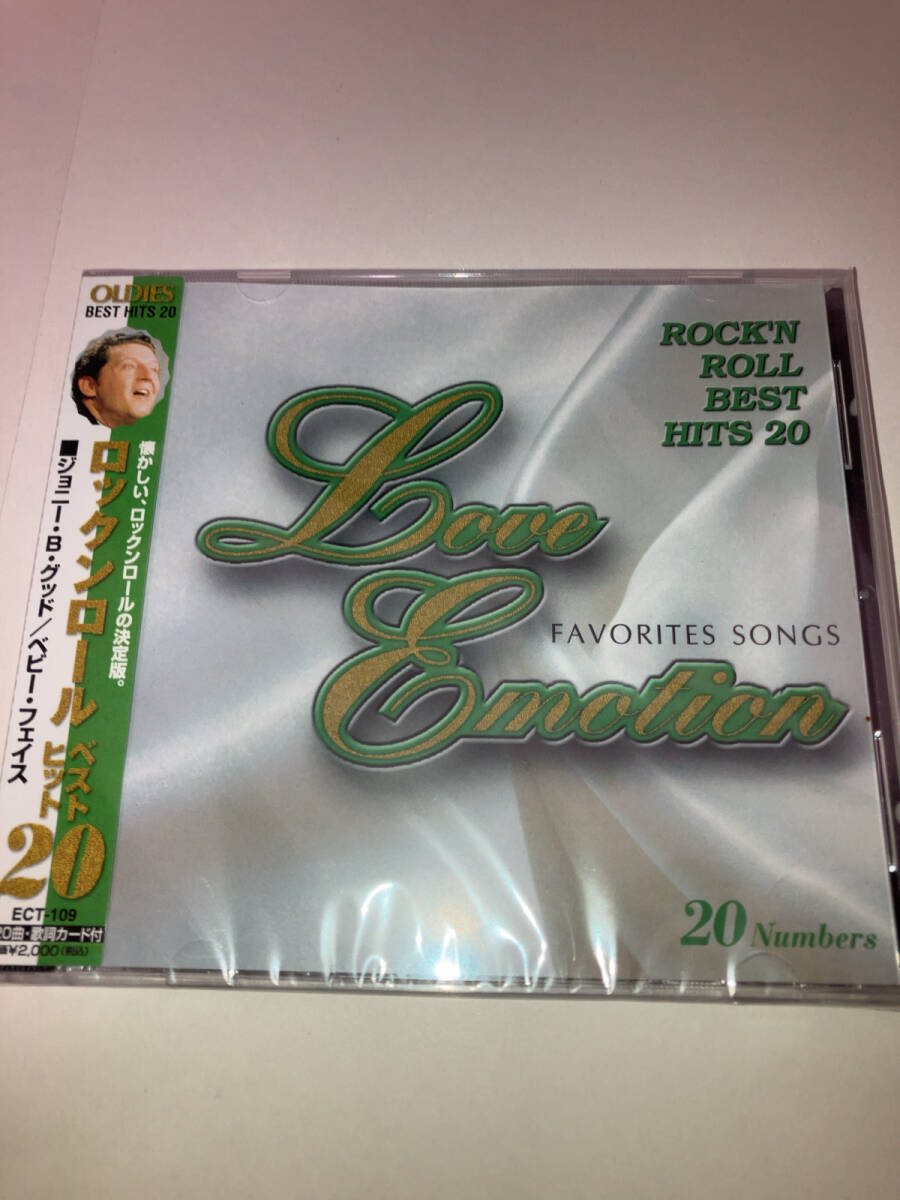 OLDIES
BEST HITS 20
懐かしい、ロックンロールの決定版。
ロックンロール ベスト
ヒット
20
■ジョニー・B・グッド/ベビー・フェイス
ECT-109
20曲・歌詞カード付
¥2,000(税込)
ROCK'N
ROLL
BEST
HITS 20
Love
Emotion
FAVORITES SONGS
20 Numbers